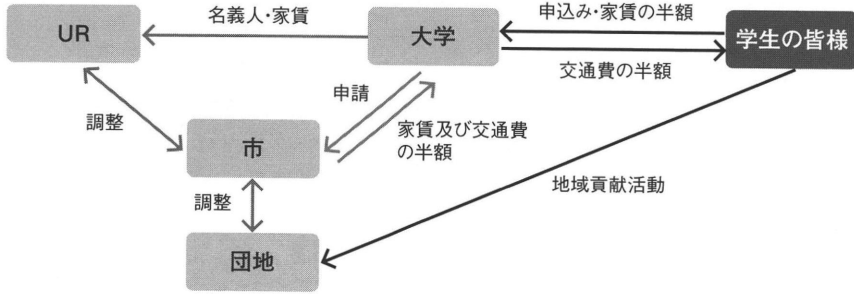 UR
名義人・家賃
大学
申込み・家賃の半額
学生の皆様
交通費の半額
申請
調整
家賃及び交通費
の半額
市
地域貢献活動
調整
団地